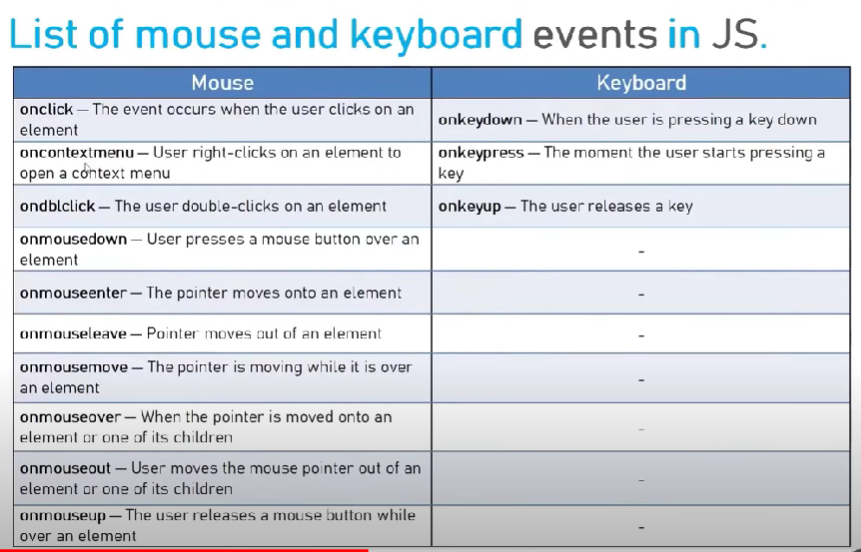 List of mouse and keyboard events in JS.
Mouse
Keyboard
onclick — The event occurs when the user clicks on an
element
onkeydown — When the user is pressing a key down
oncontextmenu — User right-clicks on an element to
open a context menu
onkeypress — The moment the user starts pressing a
key
ondblclick — The user double-clicks on an element
onkeyup — The user releases a key
onmousedown — User presses a mouse button over an
element
-
onmouseenter — The pointer moves onto an element
-
onmouseleave — Pointer moves out of an element
-
onmousemove — The pointer is moving while it is over
an element
-
onmouseover — When the pointer is moved onto an
element or one of its children
-
onmouseout — User moves the mouse pointer out of an
element or one of its children
-
onmouseup — The user releases a mouse button while
over an element
-